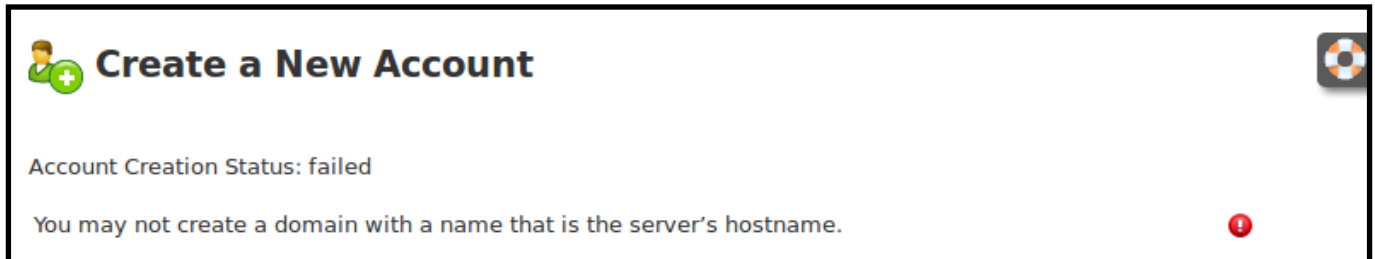 Create a New Account
Account Creation Status: failed
You may not create a domain with a name that is the server’s hostname.